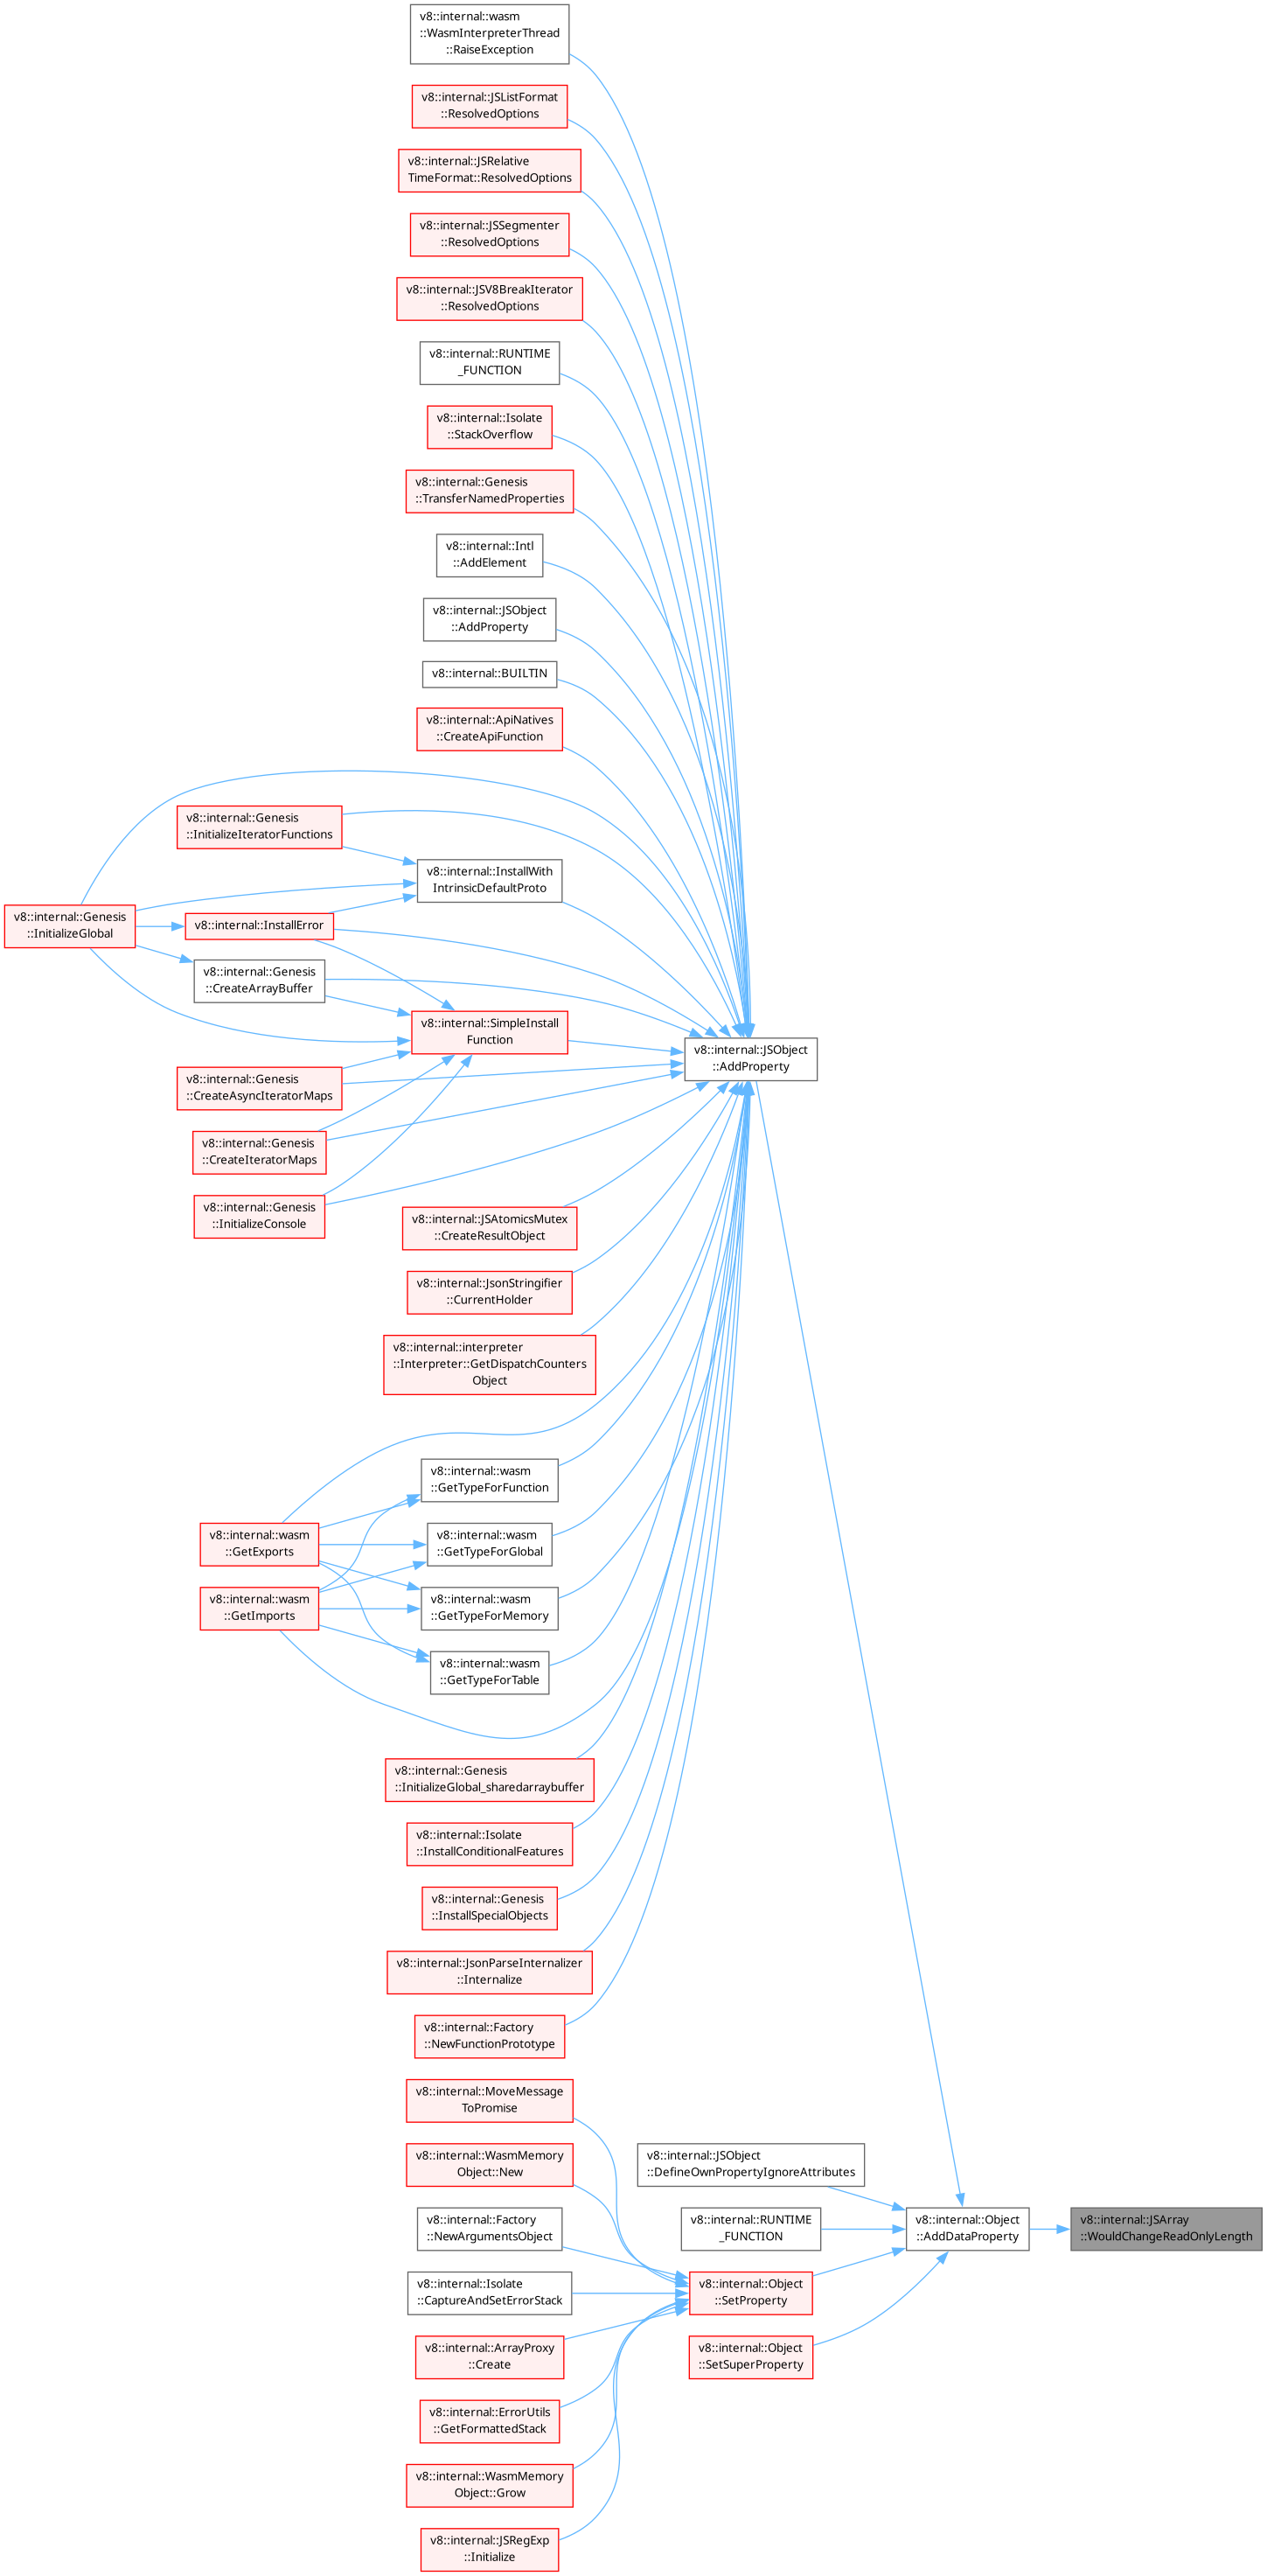 v8::internal::wasm
::WasmInterpreterThread
::RaiseException
v8::internal::JSListFormat
::ResolvedOptions
v8::internal::JSRelative
TimeFormat::ResolvedOptions
v8::internal::JSSegmenter
::ResolvedOptions
v8::internal::JSV8BreakIterator
::ResolvedOptions
v8::internal::RUNTIME
_FUNCTION
v8::internal::Isolate
::StackOverflow
v8::internal::Genesis
::TransferNamedProperties
v8::internal::Intl
::AddElement
v8::internal::JSObject
::AddProperty
v8::internal::BUILTIN
v8::internal::ApiNatives
::CreateApiFunction
v8::internal::Genesis
::InitializeIteratorFunctions
v8::internal::InstallWith
IntrinsicDefaultProto
v8::internal::Genesis
::InitializeGlobal
v8::internal::InstallError
v8::internal::Genesis
::CreateArrayBuffer
v8::internal::SimpleInstall
Function
v8::internal::JSObject
::AddProperty
v8::internal::Genesis
::CreateAsyncIteratorMaps
v8::internal::Genesis
::CreateIteratorMaps
v8::internal::Genesis
::InitializeConsole
v8::internal::JSAtomicsMutex
::CreateResultObject
v8::internal::JsonStringifier
::CurrentHolder
v8::internal::interpreter
::Interpreter::GetDispatchCounters
Object
v8::internal::wasm
::GetTypeForFunction
v8::internal::wasm
::GetExports
v8::internal::wasm
::GetTypeForGlobal
v8::internal::wasm
::GetImports
v8::internal::wasm
::GetTypeForMemory
v8::internal::wasm
::GetTypeForTable
v8::internal::Genesis
::InitializeGlobal_sharedarraybuffer
v8::internal::Isolate
::InstallConditionalFeatures
v8::internal::Genesis
::InstallSpecialObjects
v8::internal::JsonParseInternalizer
::Internalize
v8::internal::Factory
::NewFunctionPrototype
v8::internal::MoveMessage
ToPromise
v8::internal::WasmMemory
Object::New
v8::internal::JSObject
::DefineOwnPropertyIgnoreAttributes
v8::internal::Factory
::NewArgumentsObject
v8::internal::RUNTIME
_FUNCTION
v8::internal::Object
::AddDataProperty
v8::internal::JSArray
::WouldChangeReadOnlyLength
v8::internal::Isolate
::CaptureAndSetErrorStack
v8::internal::Object
::SetProperty
v8::internal::ArrayProxy
::Create
v8::internal::Object
::SetSuperProperty
v8::internal::ErrorUtils
::GetFormattedStack
v8::internal::WasmMemory
Object::Grow
v8::internal::JSRegExp
::Initialize